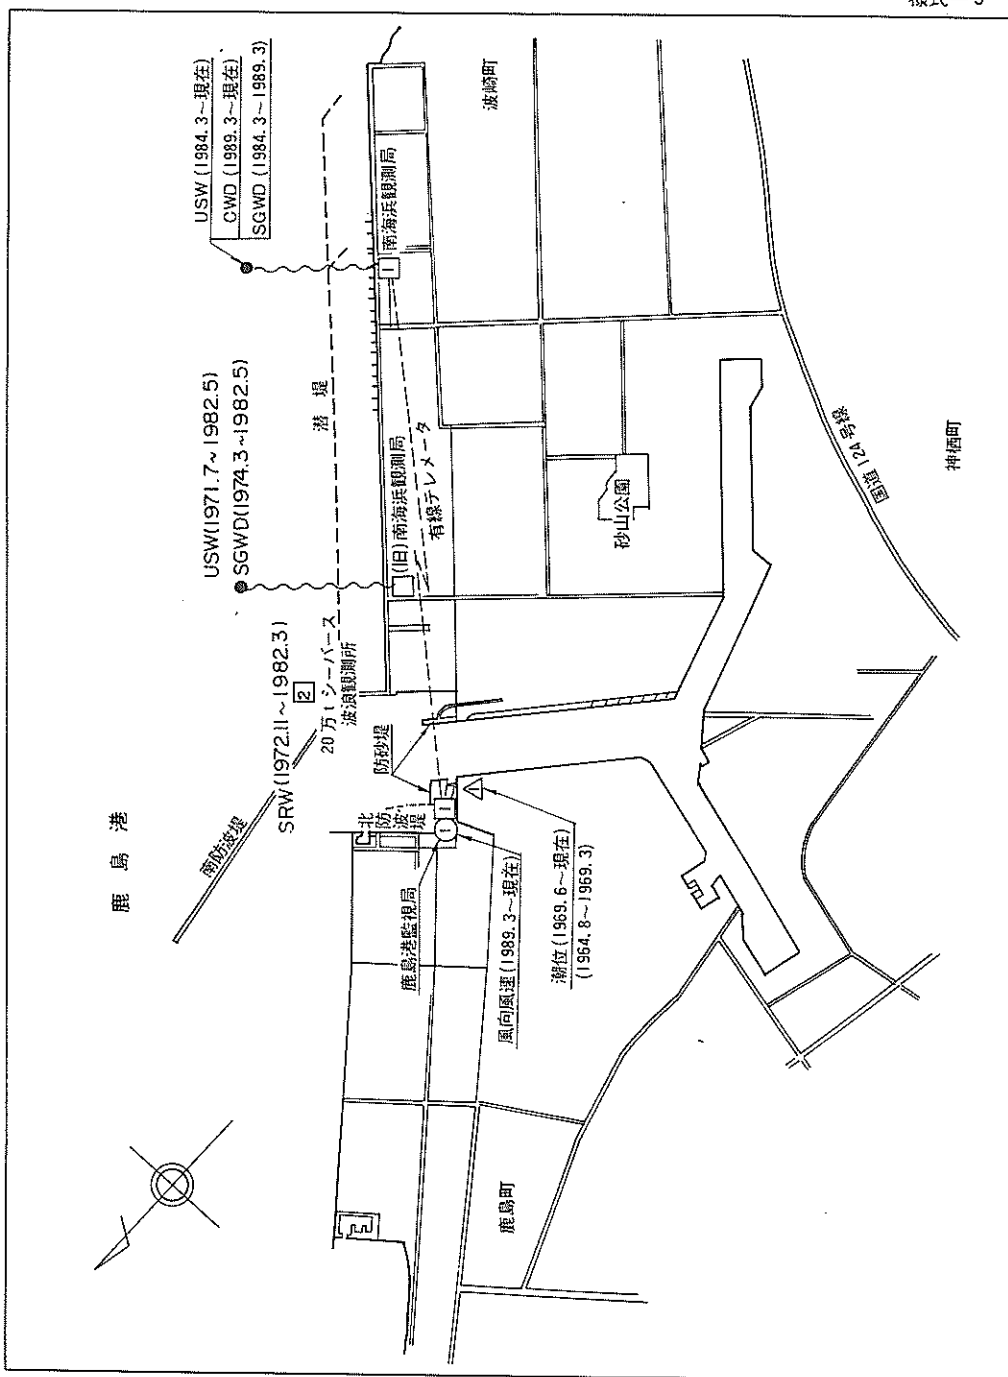 様式
鹿島港
USW (1984.3~現在)
CWD (1989.3~現在)
SGWD (1984.3~1989.3)
USW(1971.7~1982.5)
SGWD(1974.3~1982.5)
SRW (1972.11~1982.3)
2
20万tシーバース
波浪観測所
南防波堤
潜堤
波崎町
1
南海浜観測局
(旧)南海浜観測局
有線テレメータ
防砂堤
北防波堤
1
1
1
鹿島港監視局
風向風速(1989.3~現在)
潮位(1969.6~現在)
(1964.8~1969.3)
砂山公園
国道124号線
神栖町
鹿島町